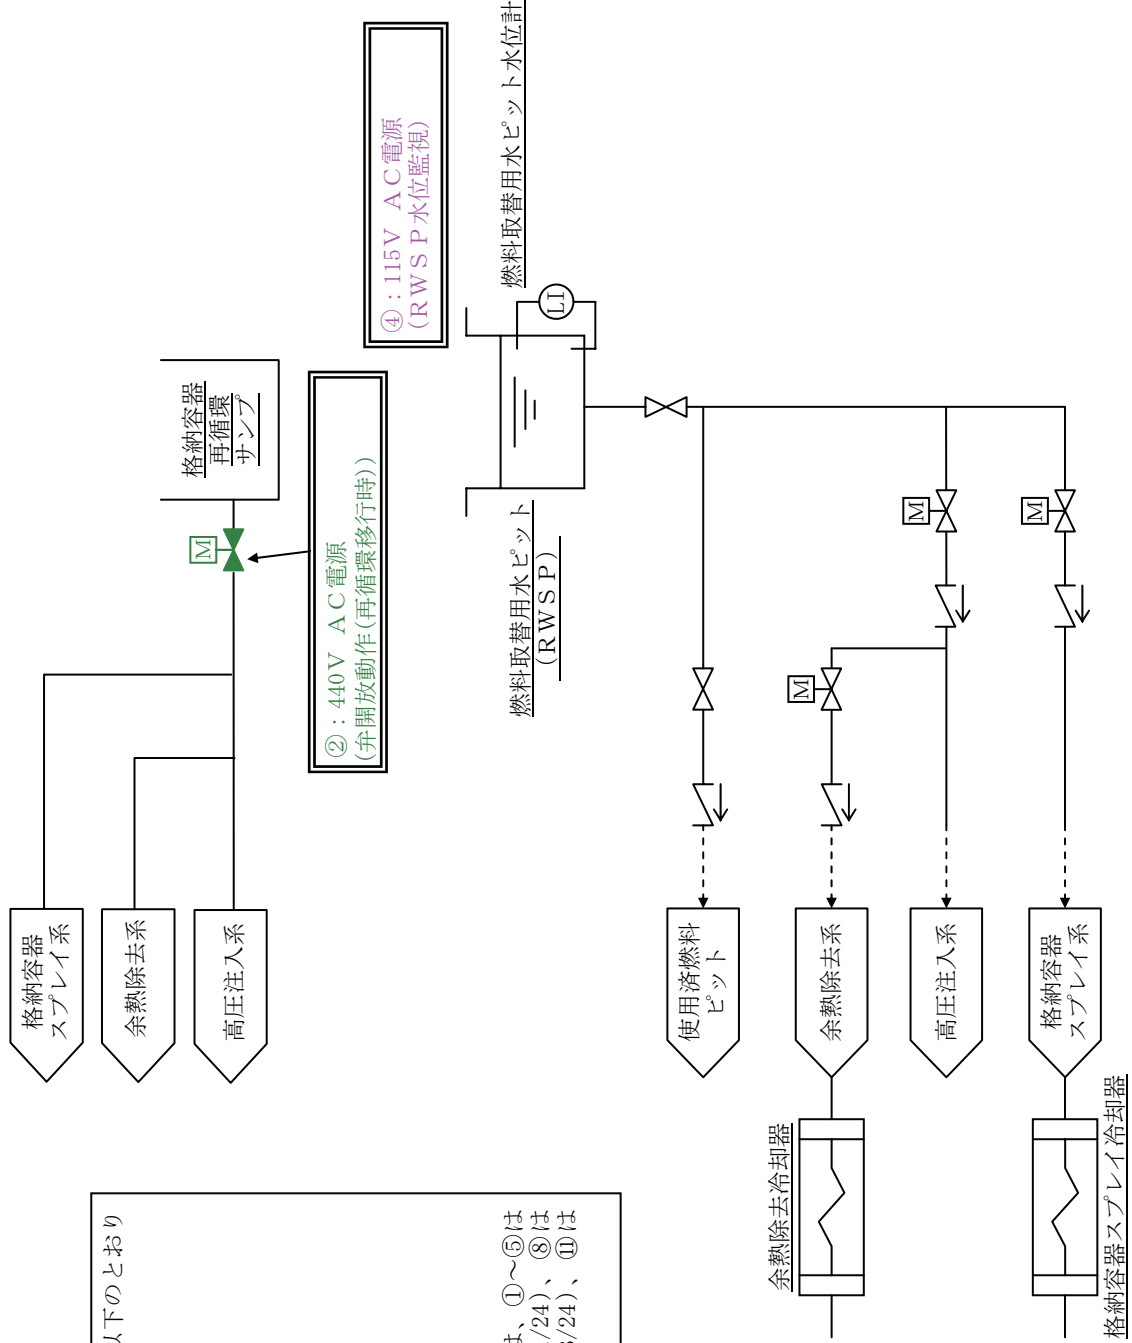 以下のとおり
は、①～⑤は
/24)、⑧は
/24)、⑪は
格納容器
スプレイ系
余熱除去系
高圧注入系
M
格納容器
再循環
サンプ
②：440V AC電源
(弁開放動作(再循環移行時))
④：115V AC電源
(RWSP水位監視)
燃料取替用水ピット
(RWSP)
LI
燃料取替用水ピット水位計
使用済燃料
ピット
余熱除去冷却器
余熱除去系
M
高圧注入系
M
格納容器スプレイ冷却器
格納容器
スプレイ系
M